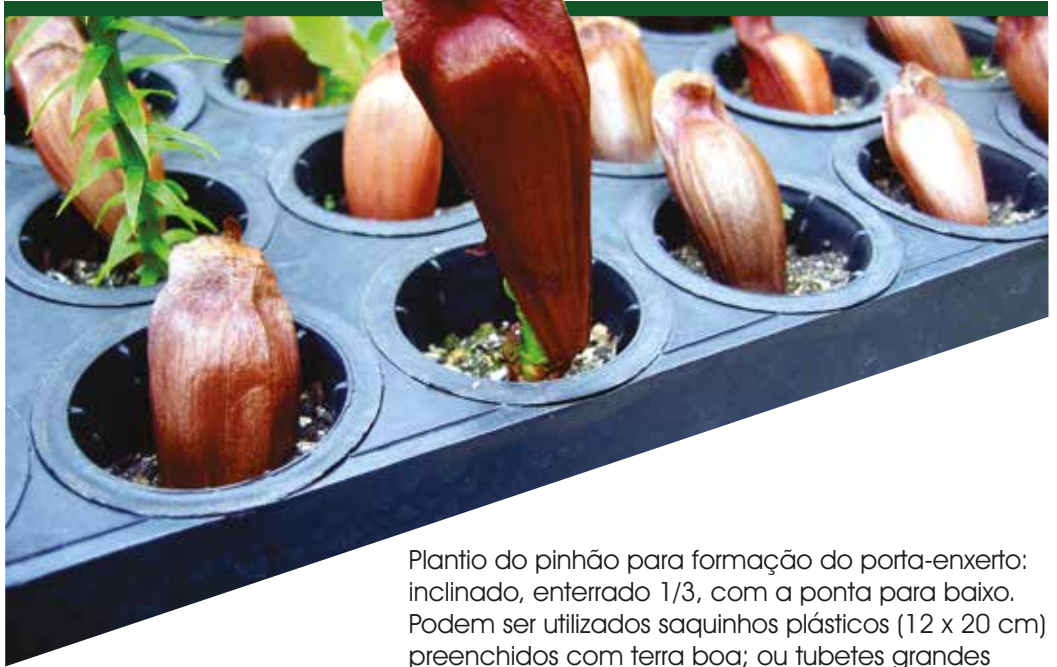 Plantio do pinhão para formação do porta-enxerto:
inclinado, enterrado 1/3, com a ponta para baixo.
Podem ser utilizados saquinhos plásticos (12 x 20 cm)
preenchidos com terra boa; ou tubetes grandes